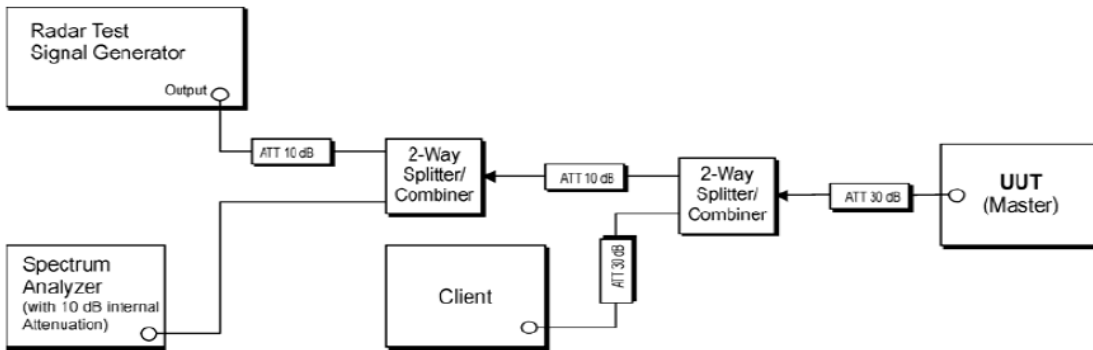 Radar Test
Signal Generator
Output
ATT 10 dB
2-Way
Splitter/
Combiner
ATT 10 dB
2-Way
Splitter/
Combiner
ATT 30 dB
UUT
(Master)
Spectrum
Analyzer
(with 10 dB internal
Attenuation)
Client
ATT 30 dB